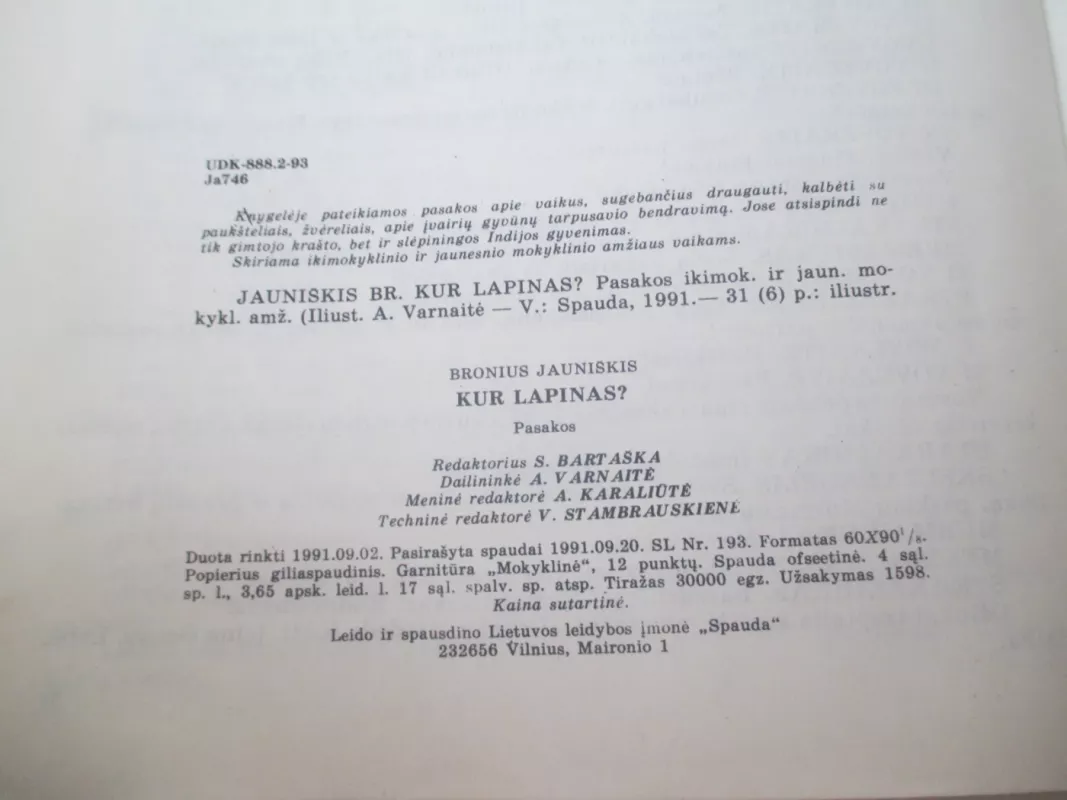 UDK-888.2-93
Ja746
Knygelėje pateikiamos pasakos apie vaikus, sugebančius draugauti, kalbėti su
paukšteliais, žvėreliais, apie įvairių gyvūnų tarpusavio bendravimą. Jose atsispindi ne
tik gimtojo krašto, bet ir slėpiningos Indijos gyvenimas.
Skiriama ikimokyklinio ir jaunesnio mokyklinio amžiaus vaikams.
JAUNIŠKIS BR. KUR LAPINAS? Pasakos ikimok. ir jaun. mo-
kykl. amž. (Iliust. A. Varnaitė — V.: Spauda, 1991.— 31 (6) p.: iliustr.
BRONIUS JAUNIŠKIS
KUR LAPINAS?
Pasakos
Redaktorius S. BARTAŠKA
Dailininkė A. VARNAITĖ
Meninė redaktorė A. KARALIŪTĖ
Techninė redaktorė V. STAMBRAUSKIENĖ
Duota rinkti 1991.09.02. Pasirašyta spaudai 1991.09.20. SL Nr. 193. Formatas 60X90¹/₈.
Popierius giliaspaudinis. Garnitūra „Mokyklinė“, 12 punktų. Spauda ofseetinė. 4 sąl.
sp. l., 3,65 apsk. leid. l. 17 sąl. spalv. sp. atsp. Tiražas 30000 egz. Užsakymas 1598.
Kaina sutartinė.
Leido ir spausdino Lietuvos leidybos įmonė „Spauda“
232656 Vilnius, Maironio 1